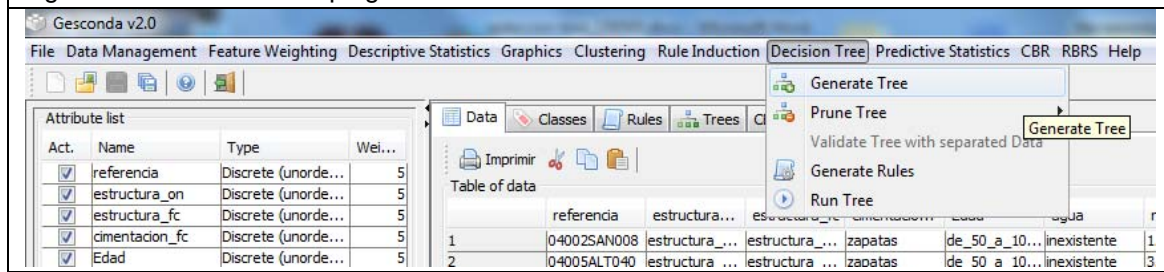 Gesconda v2.0
File Data Management Feature Weighting Descriptive Statistics Graphics Clustering Rule Induction Decision Tree Predictive Statistics CBR RBRS Help
Generate Tree
Prune Tree
Generate Tree
Validate Tree with separated Data
Generate Rules
Run Tree
Attribute list
Act. Name Type Wei...
referencia Discrete (unorde... 5
estructura_on Discrete (unorde... 5
estructura_fc Discrete (unorde... 5
cimentacion_fc Discrete (unorde... 5
Edad Discrete (unorde... 5
Data Classes Rules Trees
Imprimir
Table of data
referencia estructura... estructura_fc cimentacion... Edad agua
1 04002SAN008 estructura_... estructura_... zapatas de_50_a_10... inexistente 1
2 04005ALT040 estructura_... estructura_... zapatas de_50_a_10... inexistente 3